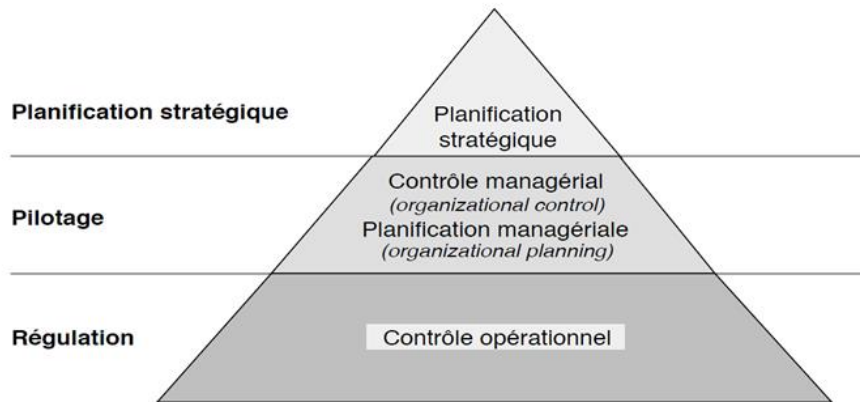 Planification stratégique
Planification
stratégique
Pilotage
Contrôle managérial
(organizational control)
Planification managériale
(organizational planning)
Régulation
Contrôle opérationnel